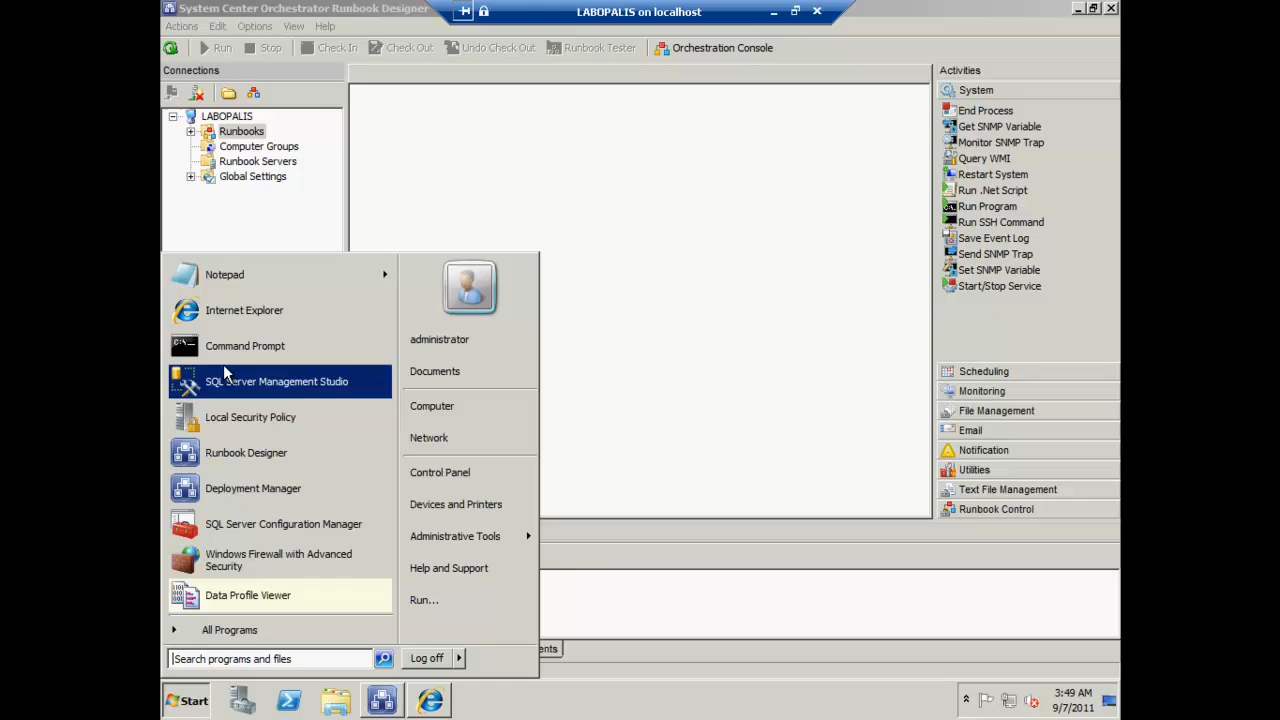 System Center Orchestrator Runbook Designer
LABOPALIS on localhost
Actions Edit Options View Help
Run Stop Check In Check Out Undo Check Out Runbook Tester Orchestration Console
Connections
LABOPALIS
Runbooks
Computer Groups
Runbook Servers
Global Settings
Activities
System
End Process
Get SNMP Variable
Monitor SNMP Trap
Query WMI
Restart System
Run .Net Script
Run Program
Run SSH Command
Save Event Log
Send SNMP Trap
Set SNMP Variable
Start/Stop Service
Scheduling
Monitoring
File Management
Email
Notification
Utilities
Text File Management
Runbook Control
Notepad
Internet Explorer
Command Prompt
SQL Server Management Studio
Local Security Policy
Runbook Designer
Deployment Manager
SQL Server Configuration Manager
Windows Firewall with Advanced
Security
Data Profile Viewer
All Programs
Search programs and files
administrator
Documents
Computer
Network
Control Panel
Devices and Printers
Administrative Tools
Help and Support
Run...
Log off
ents
Start
3:49 AM
9/7/2011